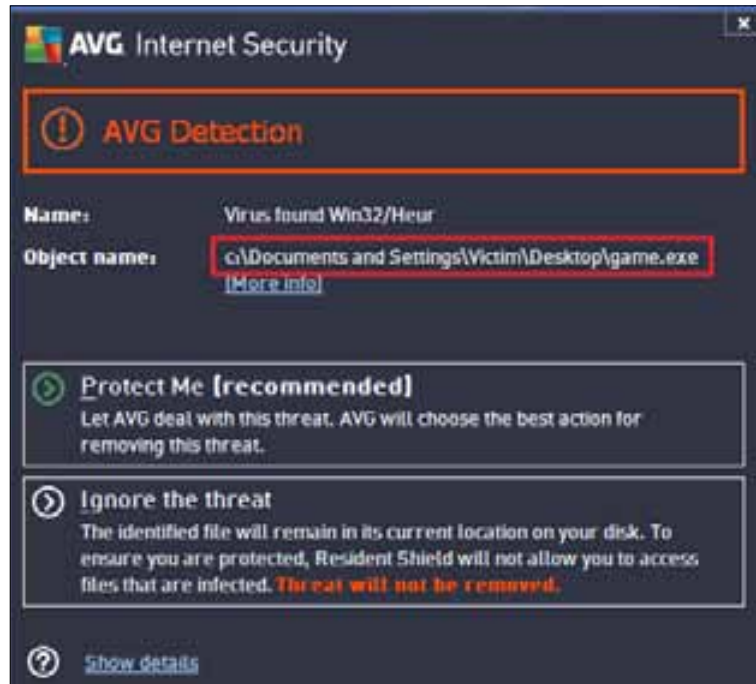 AVG Internet Security
AVG Detection
Name: Virus found Win32/Heur
Object name: c:\Documents and Settings\Victim\Desktop\game.exe
[More info]
Protect Me [recommended]
Let AVG deal with this threat. AVG will choose the best action for
removing this threat.
Ignore the threat
The identified file will remain in its current location on your disk. To
ensure you are protected, Resident Shield will not allow you to access
files that are infected. Threat will not be removed.
Show details